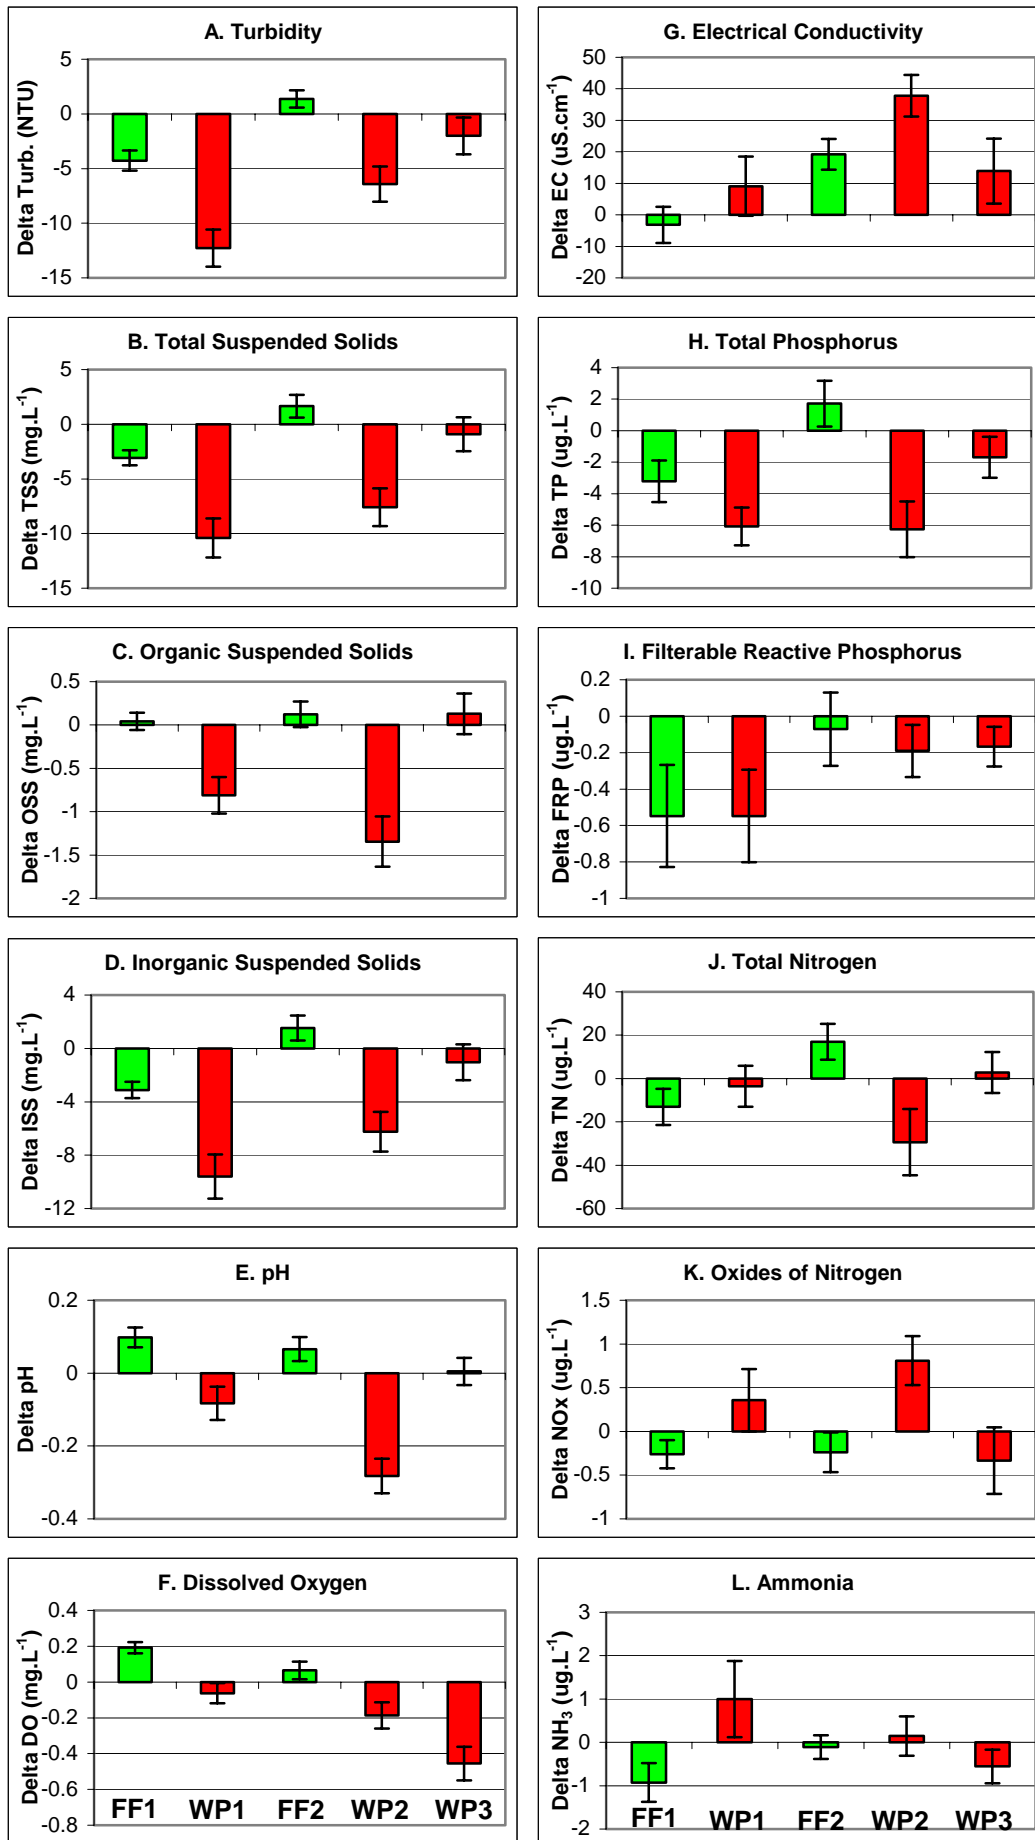 A. Turbidity
Delta Turb. (NTU)
5
0
-5
-10
-15
B. Total Suspended Solids
Delta TSS (mg.L⁻¹)
5
0
-5
-10
-15
C. Organic Suspended Solids
Delta OSS (mg.L⁻¹)
0.5
0
-0.5
-1
-1.5
-2
D. Inorganic Suspended Solids
Delta ISS (mg.L⁻¹)
4
0
-4
-8
-12
E. pH
Delta pH
0.2
0
-0.2
-0.4
F. Dissolved Oxygen
Delta DO (mg.L⁻¹)
0.4
0.2
0
-0.2
-0.4
-0.6
-0.8
FF1 WP1 FF2 WP2 WP3
G. Electrical Conductivity
Delta EC (uS.cm⁻¹)
50
40
30
20
10
0
-10
-20
H. Total Phosphorus
Delta TP (ug.L⁻¹)
4
2
0
-2
-4
-6
-8
-10
I. Filterable Reactive Phosphorus
Delta FRP (ug.L⁻¹)
0.2
0
-0.2
-0.4
-0.6
-0.8
-1
J. Total Nitrogen
Delta TN (ug.L⁻¹)
40
20
0
-20
-40
-60
K. Oxides of Nitrogen
Delta NOx (ug.L⁻¹)
1.5
1
0.5
0
-0.5
-1
L. Ammonia
Delta NH₃ (ug.L⁻¹)
3
2
1
0
-1
-2
FF1 WP1 FF2 WP2 WP3